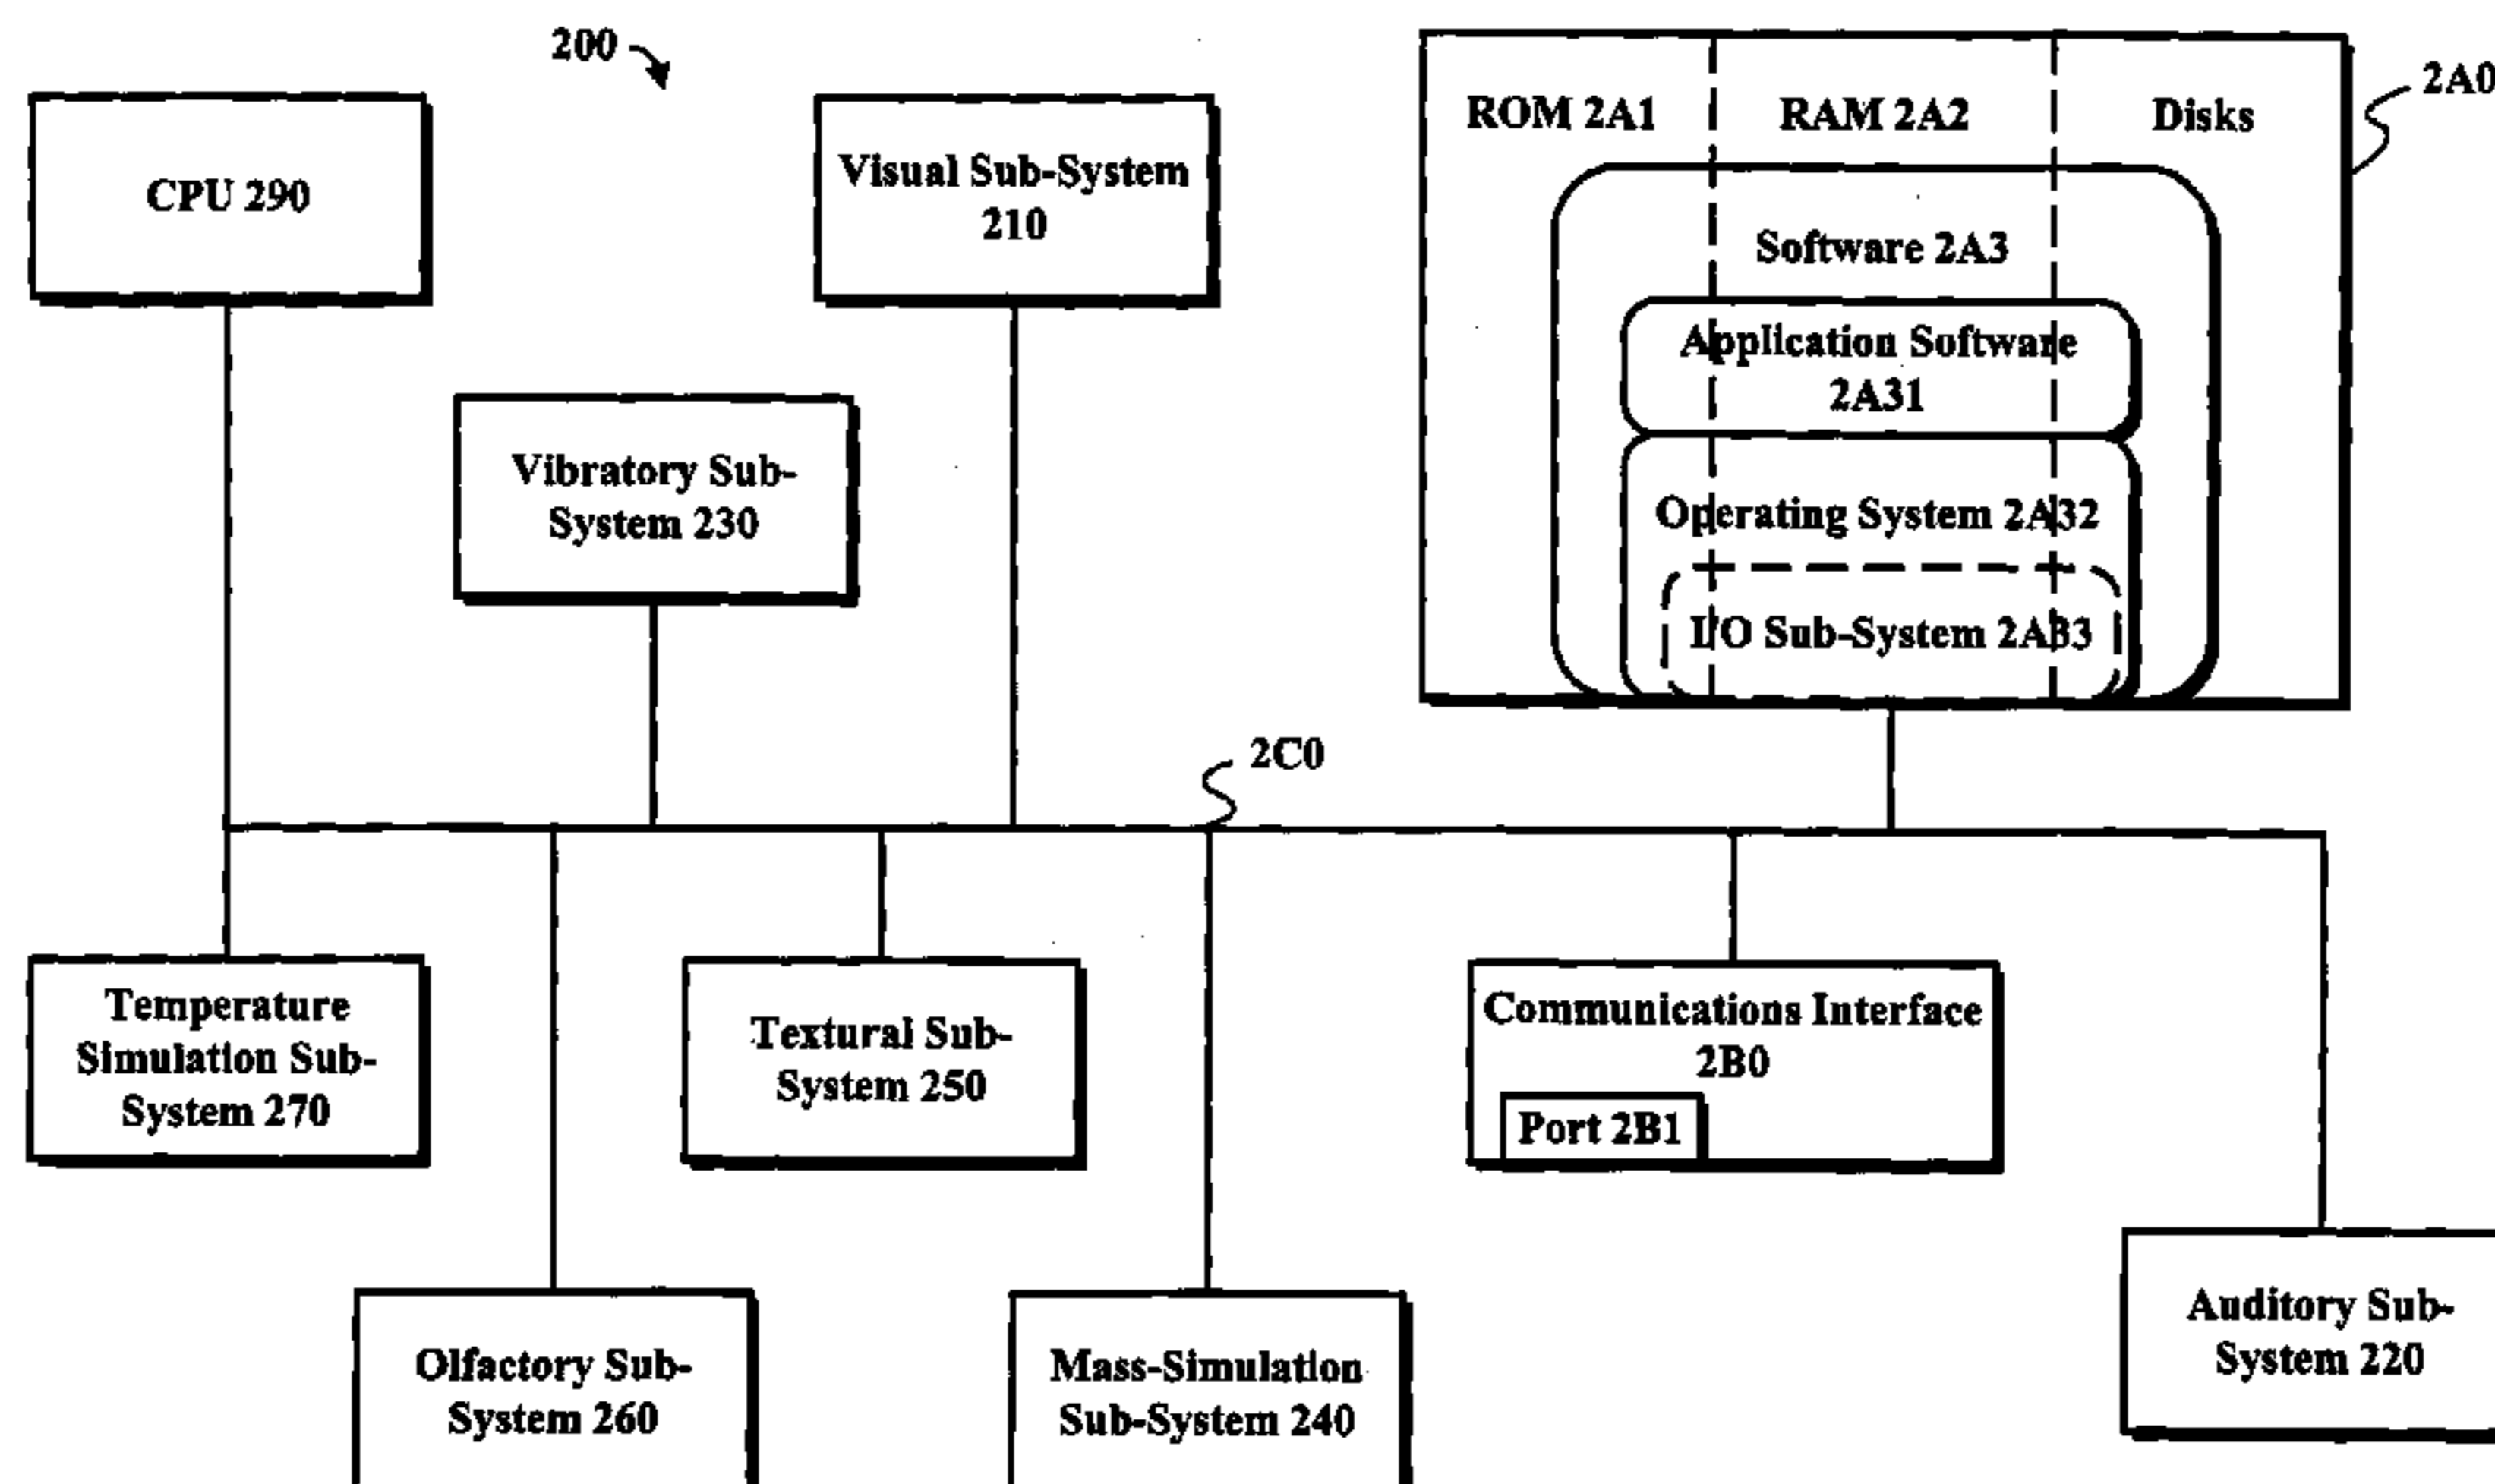 200
2A0
CPU 290
Visual Sub-System
210
ROM 2A1
RAM 2A2
Disks
Software 2A3
Application Software
2A31
Vibratory Sub-
System 230
Operating System 2A32
I/O Sub-System 2A33
2C0
Temperature
Simulation Sub-
System 270
Textural Sub-
System 250
Communications Interface
2B0
Port 2B1
Olfactory Sub-
System 260
Mass-Simulation
Sub-System 240
Auditory Sub-
System 220